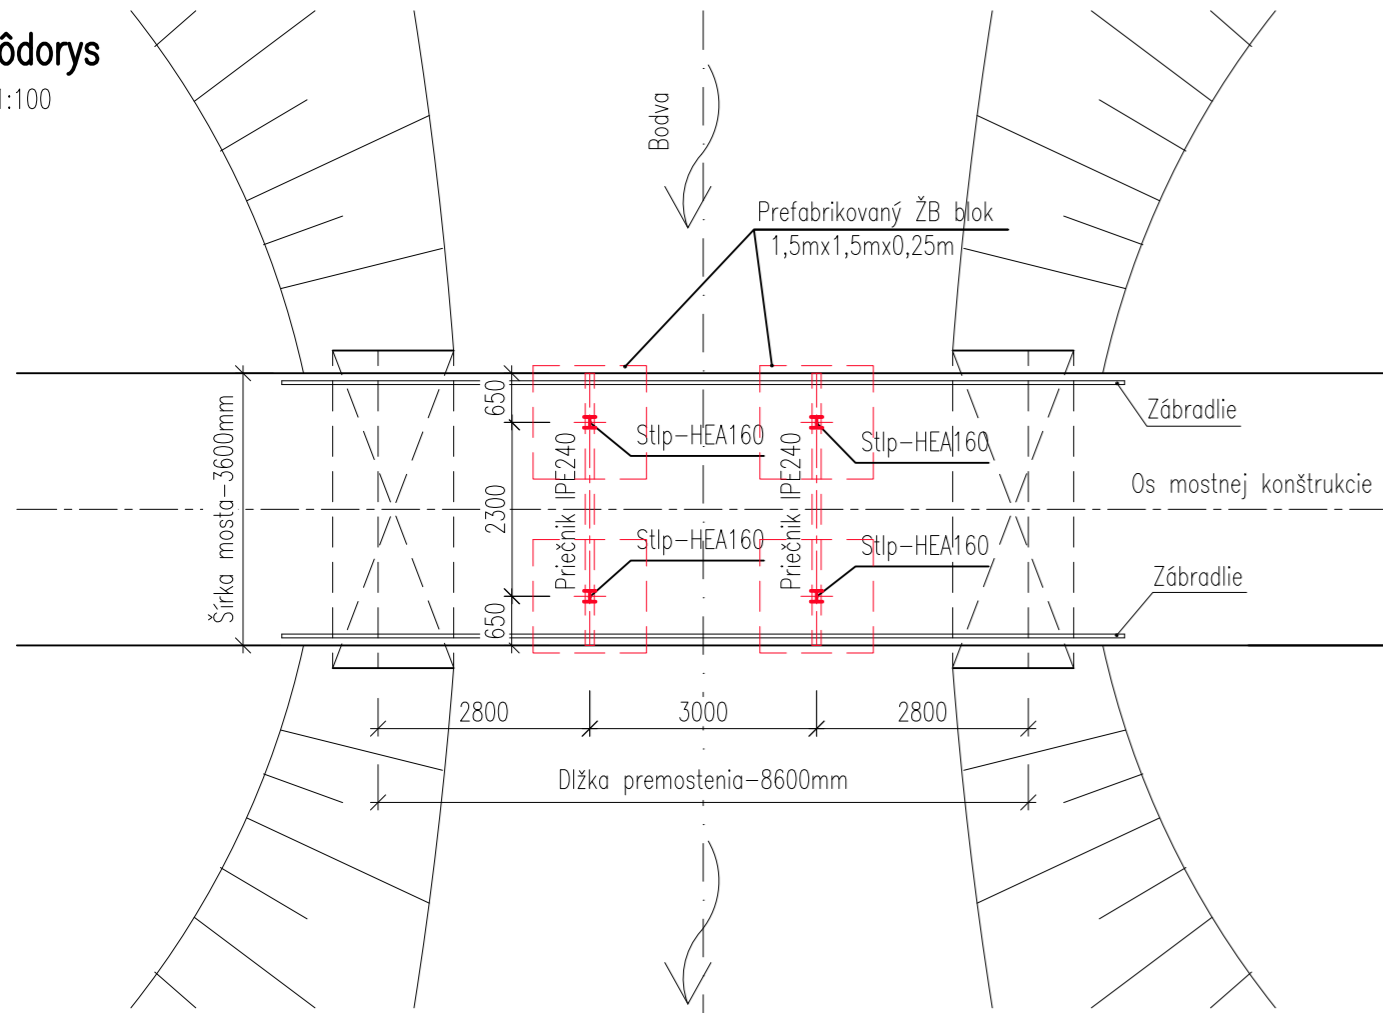 ôdorys
1:100
Bodva
Prefabrikovaný ŽB blok
1,5mx1,5mx0,25m
Zábradlie
Stlp-HEA160
Stlp-HEA160
Os mostnej konštrukcie
Šírka mosta-3600mm
650
2300
650
Priečnik IPE240
Priečnik IPE240
Stlp-HEA160
Stlp-HEA160
Zábradlie
2800
3000
2800
Dlžka premostenia-8600mm